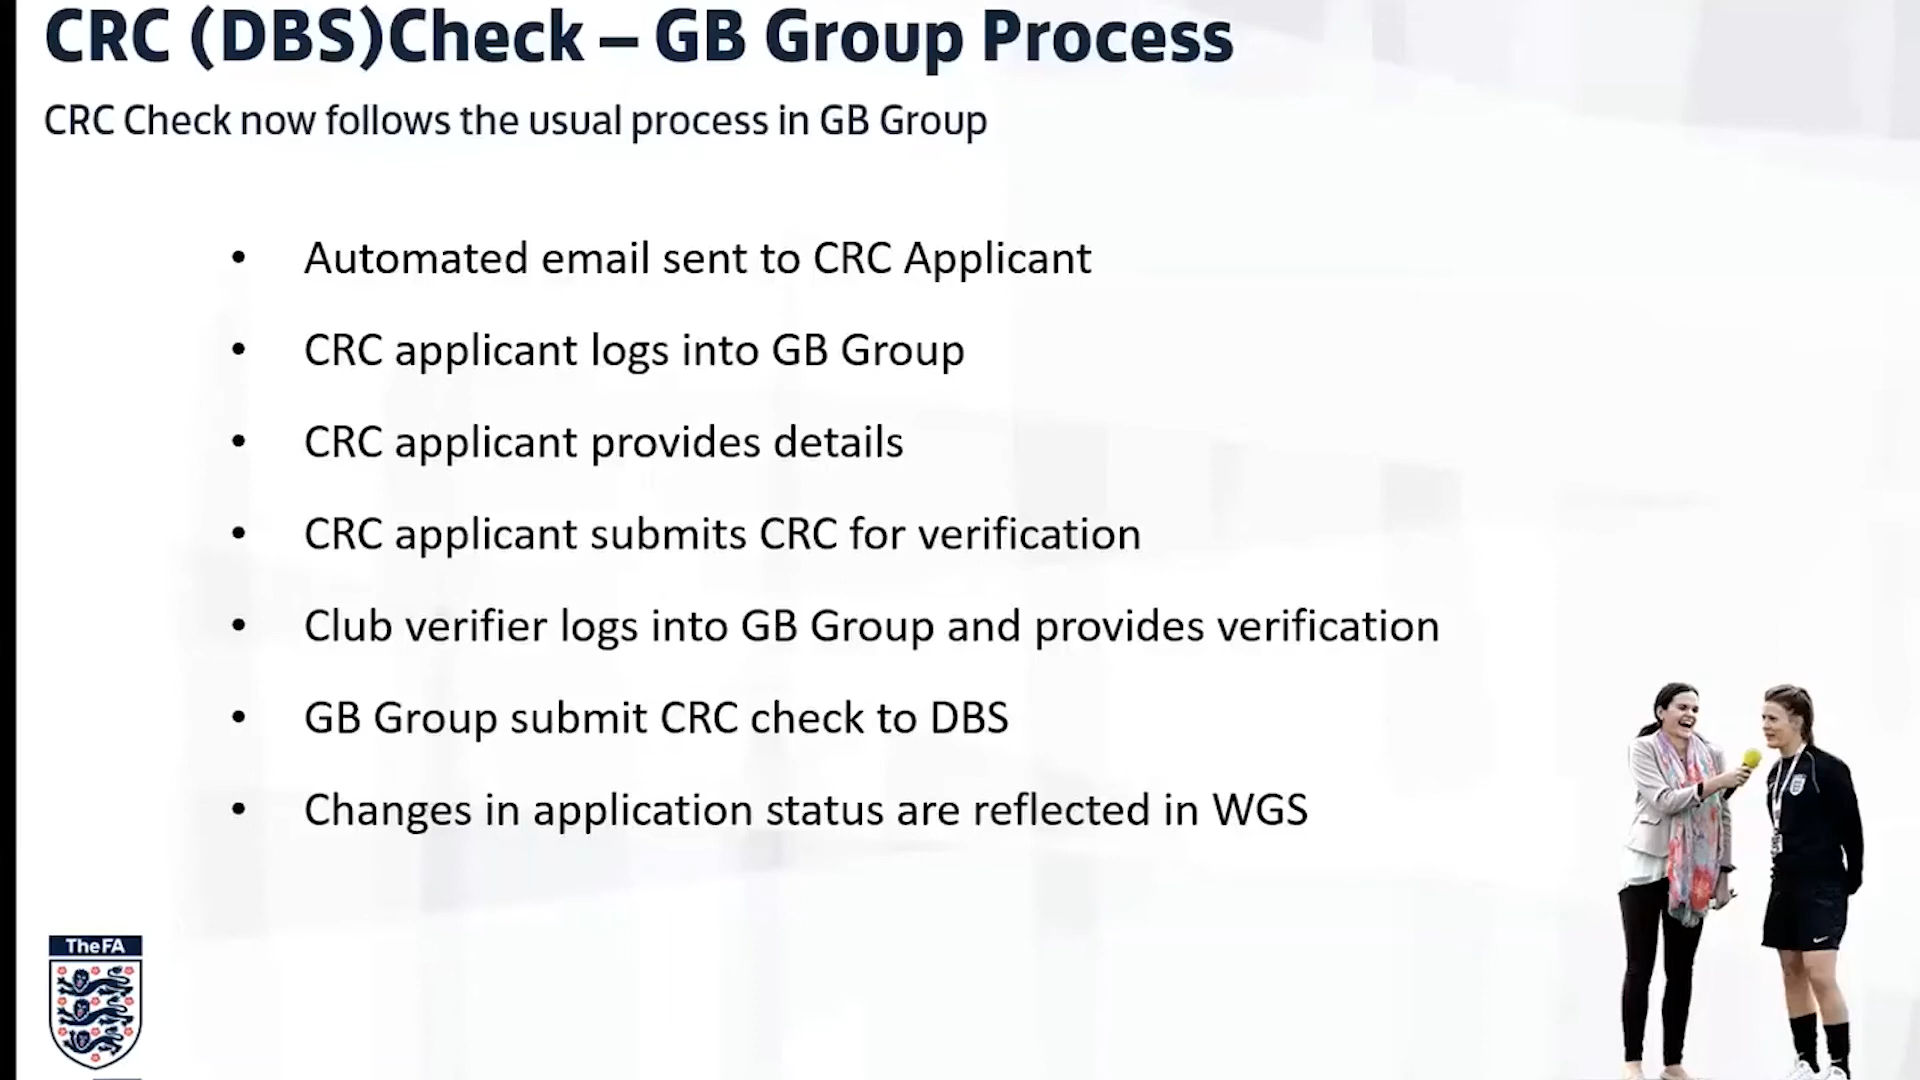 CRC (DBS)Check – GB Group Process
CRC Check now follows the usual process in GB Group
• Automated email sent to CRC Applicant
• CRC applicant logs into GB Group
• CRC applicant provides details
• CRC applicant submits CRC for verification
• Club verifier logs into GB Group and provides verification
• GB Group submit CRC check to DBS
• Changes in application status are reflected in WGS
The FA